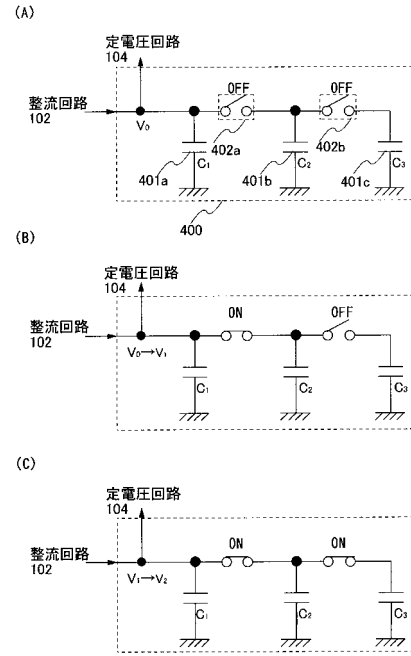 (A)
定電圧回路
104
OFF
OFF
整流回路
102
V₀
402a
402b
C₁
C₂
C₃
401a
401b
401c
400
(B)
定電圧回路
104
ON
OFF
整流回路
102
V₀→V₁
C₁
C₂
C₃
(C)
定電圧回路
104
ON
ON
整流回路
102
V₁→V₂
C₁
C₂
C₃